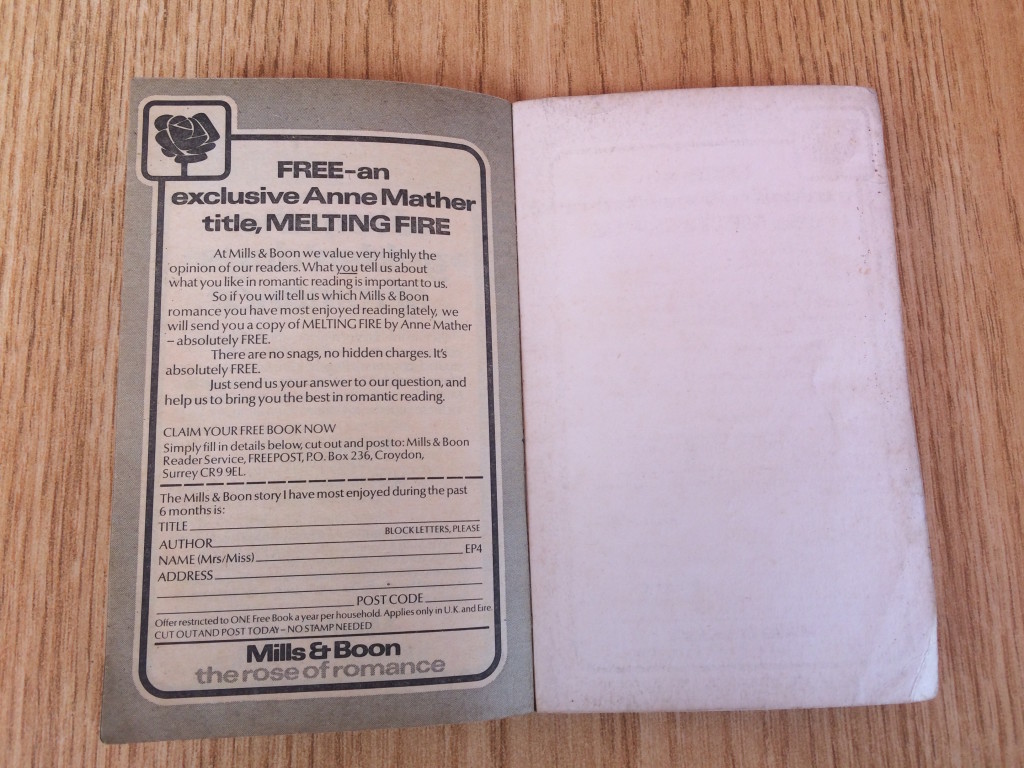 FREE-an
exclusive Anne Mather
title, MELTING FIRE
At Mills & Boon we value very highly the
opinion of our readers. What you tell us about
what you like in romantic reading is important to us.
So if you will tell us which Mills & Boon
romance you have most enjoyed reading lately, we
will send you a copy of MELTING FIRE by Anne Mather
– absolutely FREE.
There are no snags, no hidden charges. It's
absolutely FREE.
Just send us your answer to our question, and
help us to bring you the best in romantic reading.
CLAIM YOUR FREE BOOK NOW
Simply fill in details below, cut out and post to: Mills & Boon
Reader Service, FREEPOST, P.O. Box 236, Croydon,
Surrey CR9 9EL.
The Mills & Boon story I have most enjoyed during the past
6 months is:
TITLE
BLOCK LETTERS, PLEASE
AUTHOR
NAME (Mrs/Miss) EP4
ADDRESS
POST CODE
Offer restricted to ONE Free Book a year per household. Applies only in U.K. and Eire.
CUT OUT AND POST TODAY – NO STAMP NEEDED
Mills & Boon
the rose of romance